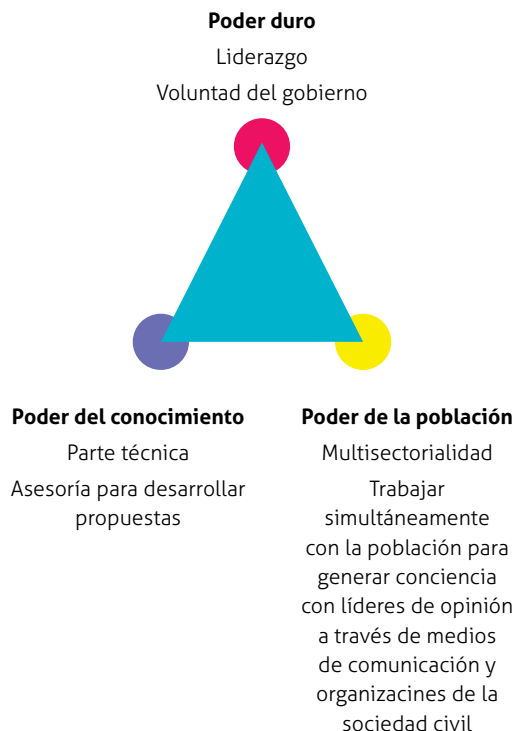 Poder duro
Liderazgo
Voluntad del gobierno
Poder del conocimiento
Parte técnica
Asesoría para desarrollar
propuestas
Poder de la población
Multisectorialidad
Trabajar
simultáneamente
con la población para
generar conciencia
con líderes de opinión
a través de medios
de comunicación y
organizacines de la
sociedad civil